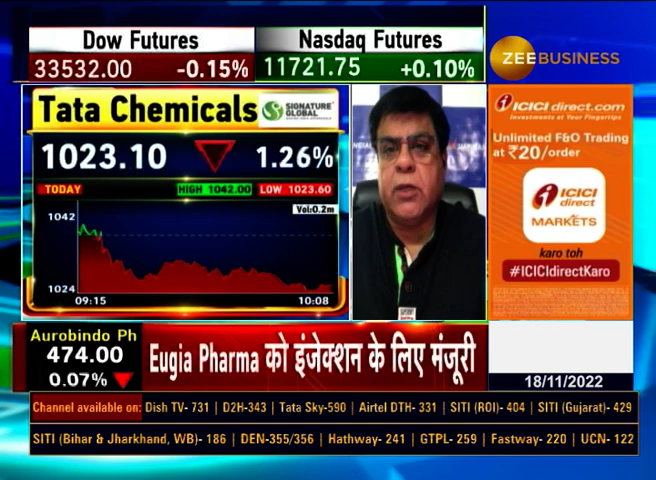 Dow Futures
33532.00 -0.15%
Nasdaq Futures
11721.75 +0.10%
ZEEBUSINESS
Tata Chemicals
SIGNATURE GLOBAL
1023.10 1.26%
TODAY HIGH 1042.00 LOW 1023.60
Vol:0.2m
1042
1024
09:15 10:08
ICICI direct.com
Investments at Your Fingertips
Unlimited F&O Trading
at ₹20/order
ICICI
direct
MARKETS
karo toh
#ICICIdirectKaro
Aurobindo Ph
474.00
0.07%
Eugia Pharma को इंजेक्शन के लिए मंजूरी
18/11/2022
Channel available on: Dish TV- 731 | D2H-343 | Tata Sky-590 | Airtel DTH- 331 | SITI (ROI)- 404 | SITI (Gujarat)- 429
SITI (Bihar & Jharkhand, WB)- 186 | DEN-355/356 | Hathway- 241 | GTPL- 259 | Fastway- 220 | UCN- 122